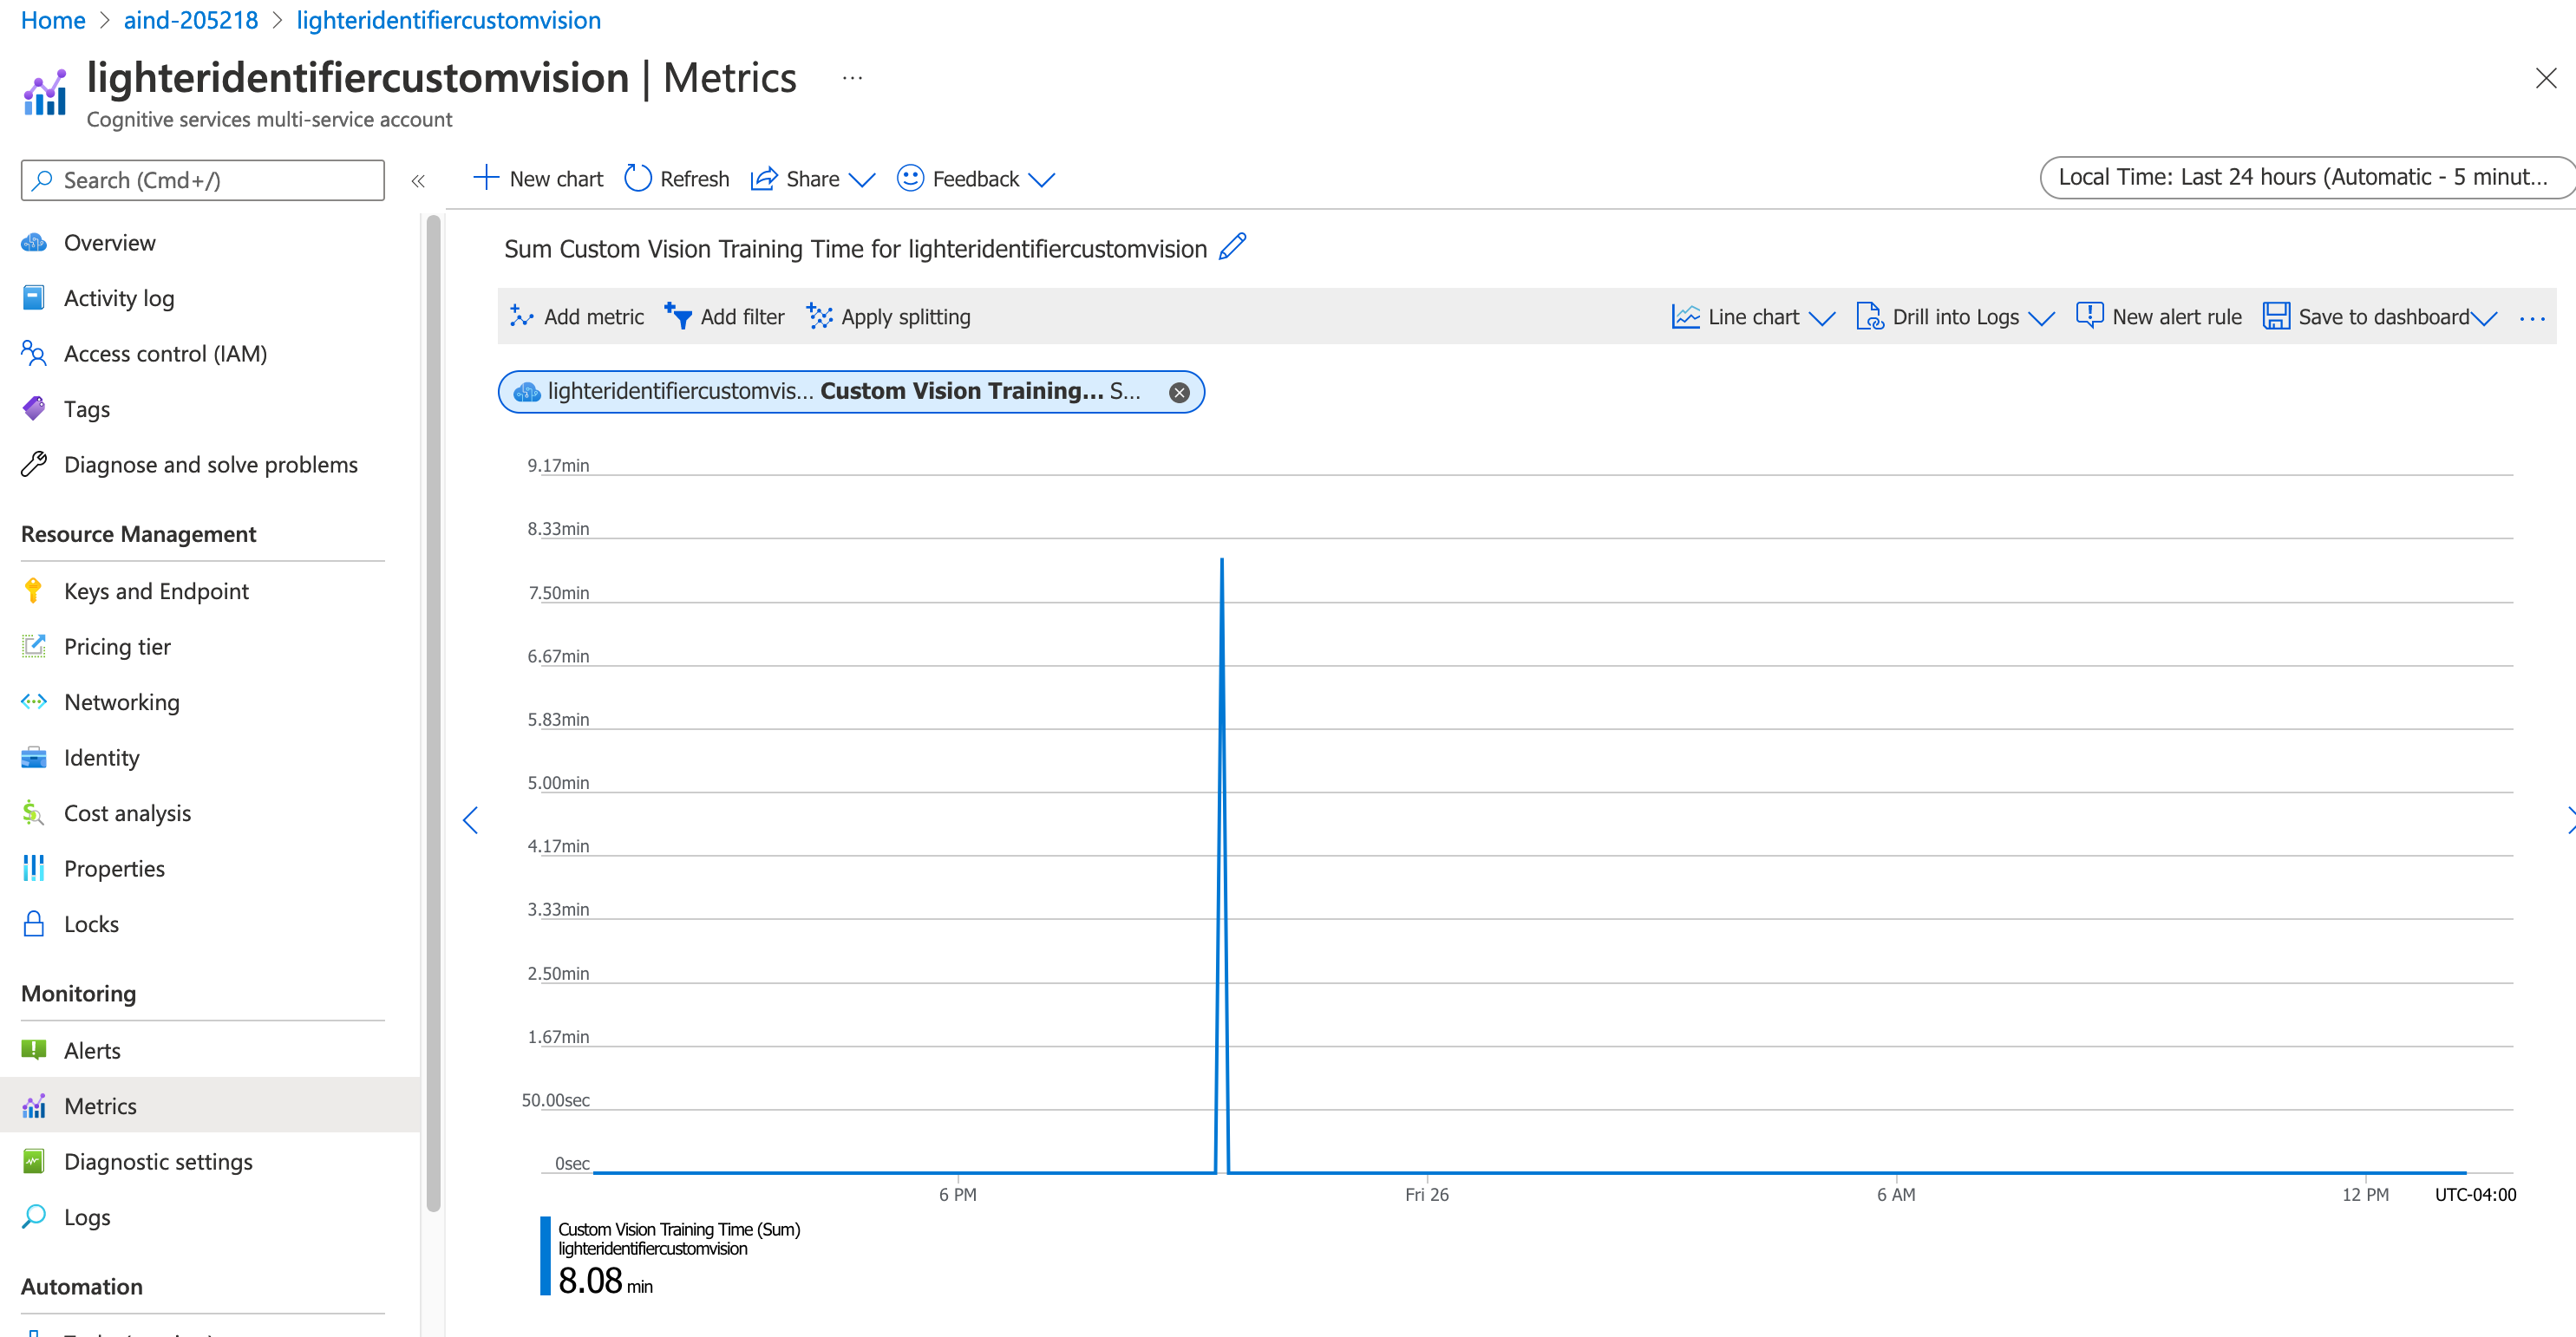 Home > aind-205218 > lighteridentifiercustomvision
lighteridentifiercustomvision | Metrics ...
Cognitive services multi-service account
Search (Cmd+/)
«
New chart
Refresh
Share
Feedback
Local Time: Last 24 hours (Automatic - 5 minut...
Overview
Activity log
Access control (IAM)
Tags
Diagnose and solve problems
Resource Management
Keys and Endpoint
Pricing tier
Networking
Identity
Cost analysis
Properties
Locks
Monitoring
Alerts
Metrics
Diagnostic settings
Logs
Automation
Sum Custom Vision Training Time for lighteridentifiercustomvision
Add metric
Add filter
Apply splitting
Line chart
Drill into Logs
New alert rule
Save to dashboard
...
lighteridentifiercustomvis... Custom Vision Training... S...
9.17min
8.33min
7.50min
6.67min
5.83min
5.00min
4.17min
3.33min
2.50min
1.67min
50.00sec
0sec
6 PM
Fri 26
6 AM
12 PM
UTC-04:00
Custom Vision Training Time (Sum)
lighteridentifiercustomvision
8.08 min